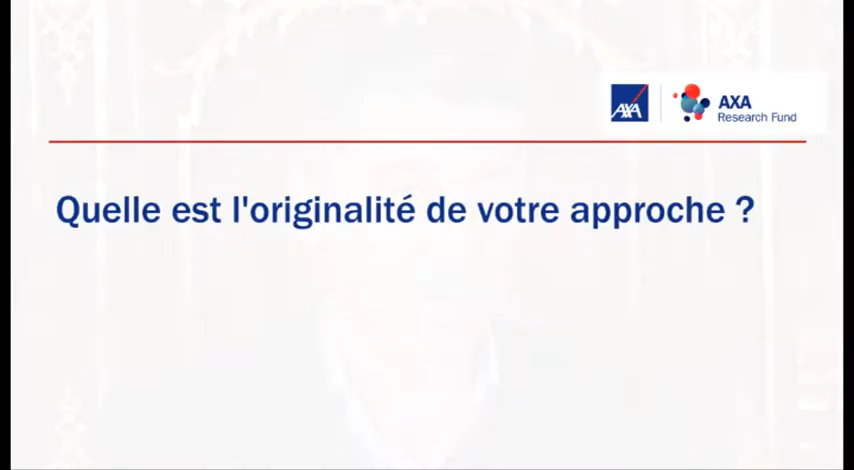 AXA
AXA
Research Fund
Quelle est l'originalité de votre approche ?